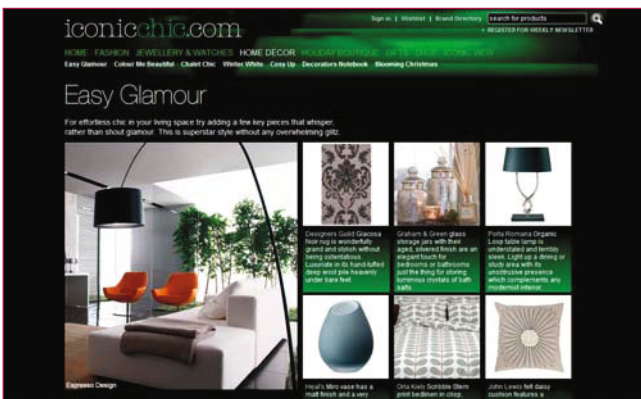 iconicchic.com
Sign in | Wishlist | Brand Directory
search for products
• REGISTER FOR WEEKLY NEWSLETTER
HOME FASHION JEWELLERY & WATCHES HOME DECOR HOLIDAY BOUTIQUE GIFTS SHOP ICONIC VIEW
Easy Glamour Colour Me Beautiful Chalet Chic Winter White Cosy Up Decorators Notebook Blooming Christmas
Easy Glamour
For effortless chic in your living space try adding a few key pieces that whisper,
rather than shout glamour. This is superstar style without any overwhelming glitz.
Espresso Design
Designers Guild Giacosa
Noir rug is wonderfully
grand and stylish without
being ostentatious.
Luxuriate in its hand-tufted
deep wool pile heavenly
under bare feet.
Graham & Green glass
storage jars with their
aged, silvered finish are an
elegant touch for
bedrooms or bathrooms
just the thing for storing
luminous crystals of bath
salts.
Porta Romana Organic
Loop table lamp is
understated and terribly
sleek. Light up a dining or
study area with its
unobtrusive presence
which complements any
modernist interior.
Heal's Miro vase has a
matt finish and a very
Orla Kiely Scribble Stem
print bedlinen in crisp,
John Lewis felt daisy
cushion features a